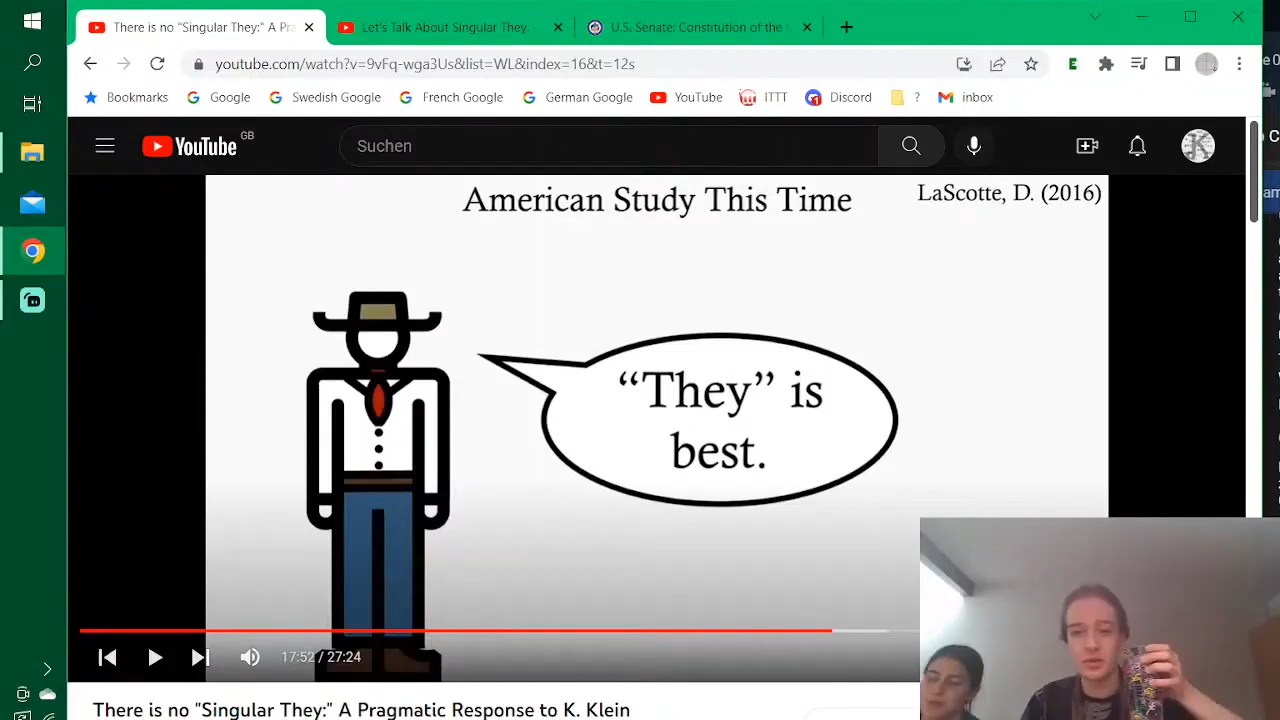 There is no "Singular They:" A Pra
Let's Talk About Singular They.
U.S. Senate: Constitution of the
youtube.com/watch?v=9vFq-wga3Us&list=WL&index=16&t=12s
Bookmarks Google Swedish Google French Google German Google YouTube ITTT Discord ? inbox
YouTube GB
Suchen
American Study This Time
LaScotte, D. (2016)
“They” is
best.
17:52 / 27:24
There is no "Singular They:" A Pragmatic Response to K. Klein